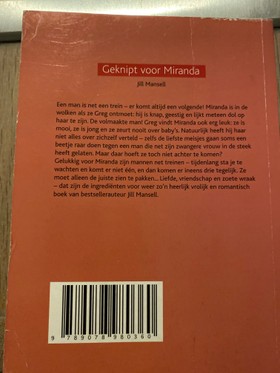 Geknipt voor Miranda
Jill Mansell
Een man is net een trein – er komt altijd een volgende! Miranda is in de
wolken als ze Greg ontmoet: hij is knap, geestig en lijkt meteen dol op
haar te zijn. De volmaakte man! Greg vindt Miranda ook erg leuk: ze is
mooi, ze is jong en ze zeurt nooit over baby's. Natuurlijk heeft hij haar
niet alles over zichzelf verteld – zelfs de liefste meisjes gaan soms een
beetje raar doen tegen een man die net zijn zwangere vrouw in de steek
heeft gelaten. Maar daar hoeft ze toch niet achter te komen?
Gelukkig voor Miranda zijn mannen net treinen – tijdenlang sta je te
wachten en komt er niet één, en dan komen er ineens drie tegelijk. Ze
moet alleen de juiste zien te pakken... Liefde, vriendschap en zoete wraak
– dat zijn de ingrediënten voor weer zo'n heerlijk vrolijk en romantisch
boek van bestsellerauteur Jill Mansell.
9 789078 980360